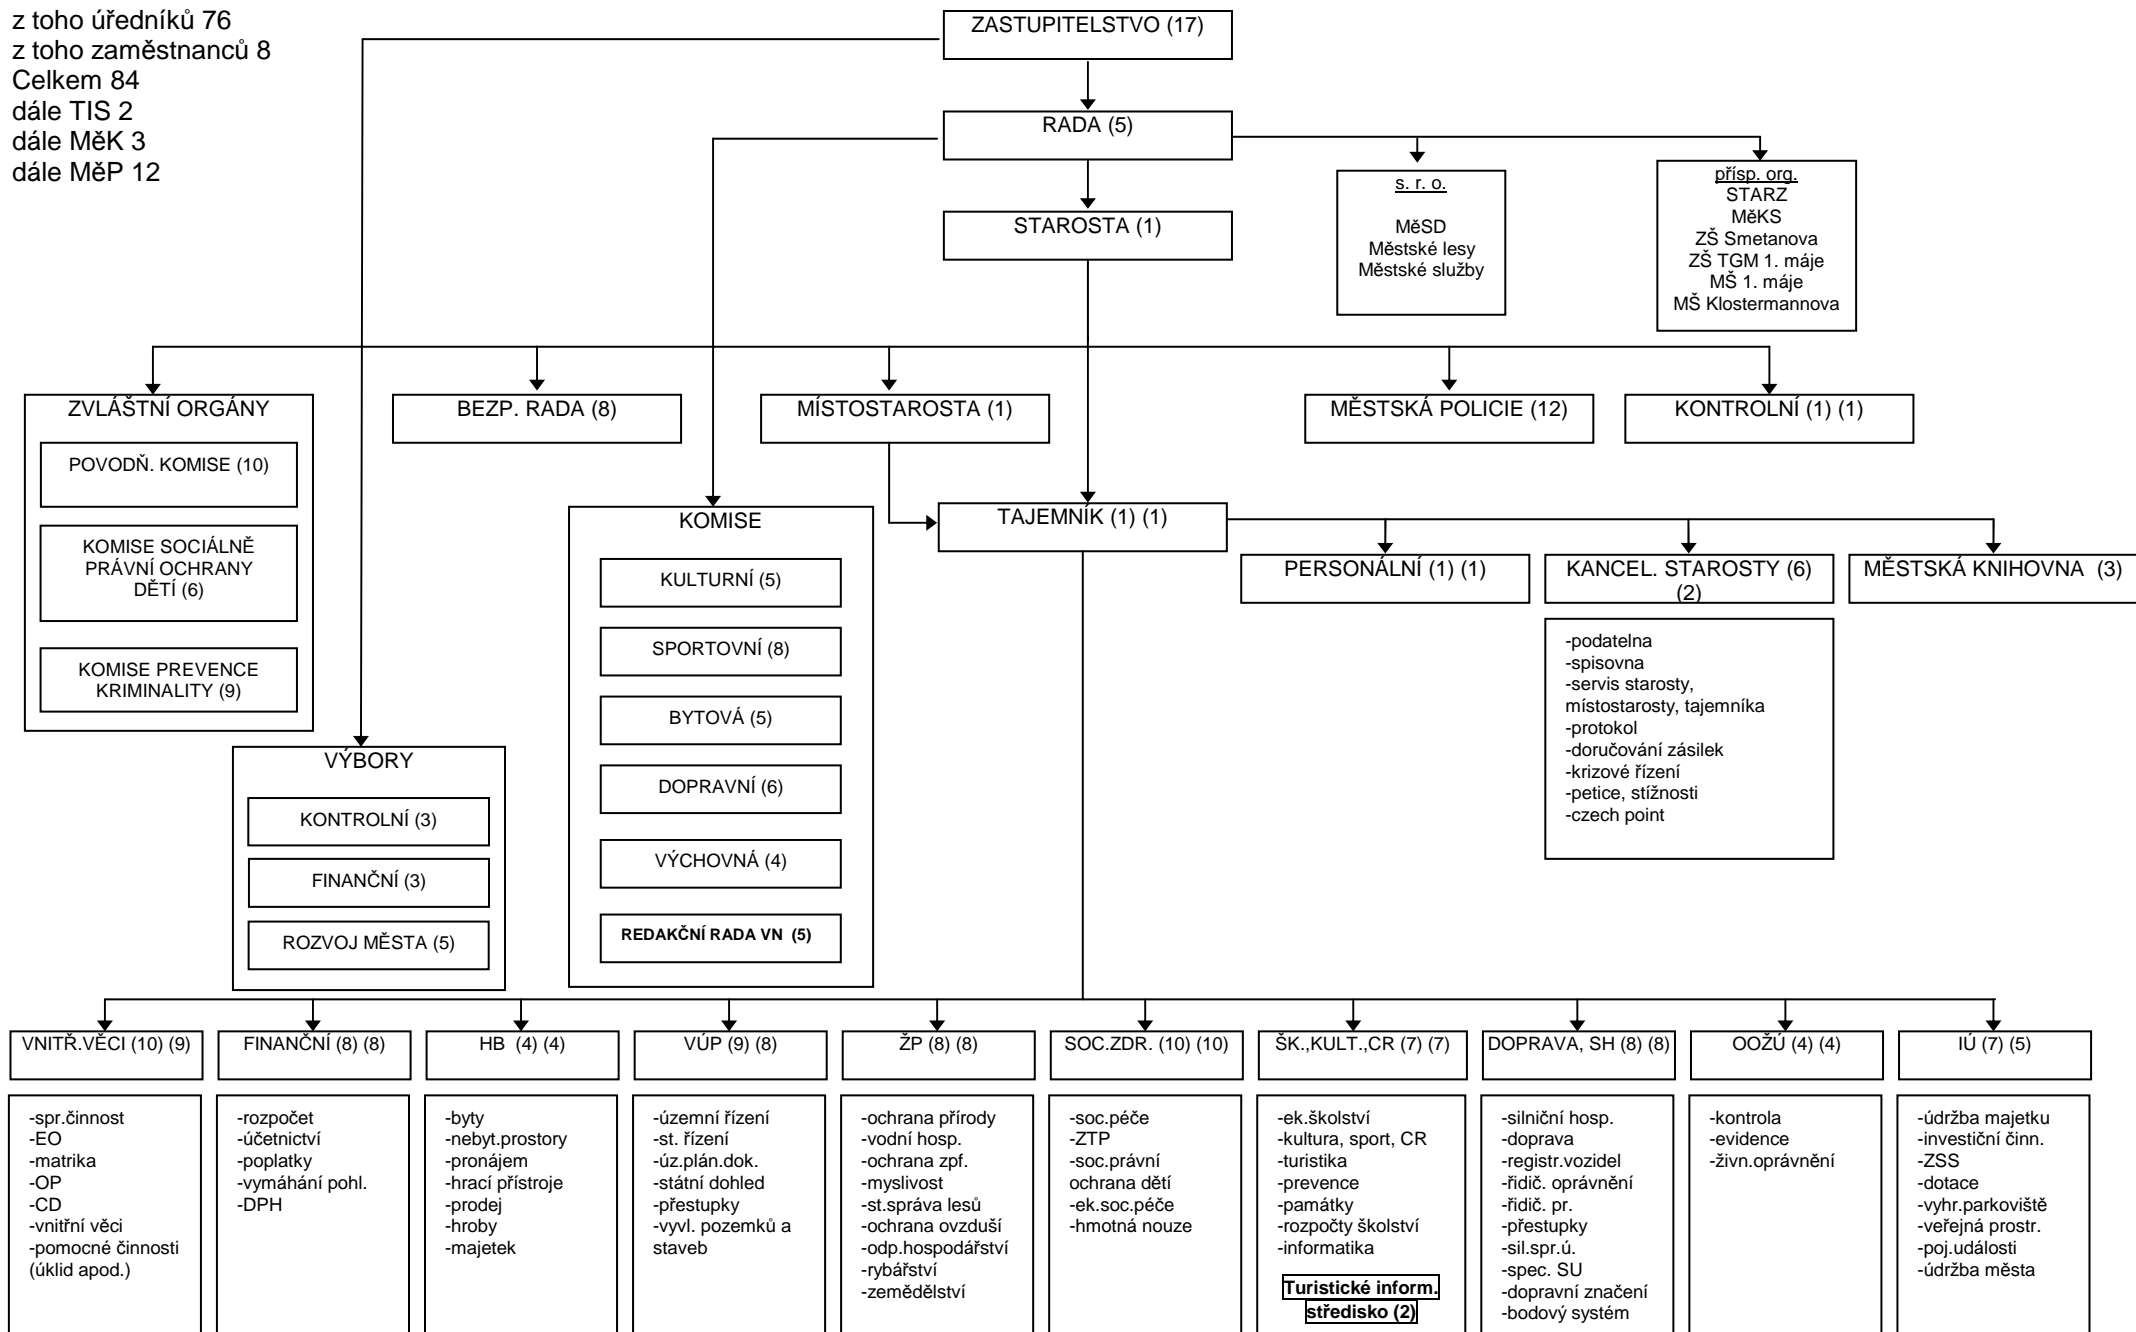 z toho úředníků 76
z toho zaměstnanců 8
Celkem 84
dále TIS 2
dále MěK 3
dále MěP 12
ZASTUPITELSTVO (17)
RADA (5)
STAROSTA (1)
s. r. o.
MěSD
Městské lesy
Městské služby
přísp. org.
STARZ
MěKS
ZŠ Smetanova
ZŠ TGM 1. máje
MŠ 1. máje
MŠ Klostermannova
ZVLÁŠTNÍ ORGÁNY
POVODŇ. KOMISE (10)
KOMISE SOCIÁLNĚ
PRÁVNÍ OCHRANY
DĚTÍ (6)
KOMISE PREVENCE
KRIMINALITY (9)
BEZP. RADA (8)
MÍSTOSTAROSTA (1)
MĚSTSKÁ POLICIE (12)
KONTROLNÍ (1) (1)
KOMISE
KULTURNÍ (5)
SPORTOVNÍ (8)
BYTOVÁ (5)
DOPRAVNÍ (6)
VÝCHOVNÁ (4)
REDAKČNÍ RADA VN (5)
TAJEMNÍK (1) (1)
PERSONÁLNÍ (1) (1)
KANCEL. STAROSTY (6)
(2)
MĚSTSKÁ KNIHOVNA (3)
-podatelna
-spisovna
-servis starosty,
místostarosty, tajemníka
-protokol
-doručování zásilek
-krizové řízení
-petice, stížnosti
-czech point
VÝBORY
KONTROLNÍ (3)
FINANČNÍ (3)
ROZVOJ MĚSTA (5)
VNITŘ.VĚCI (10) (9)
-spr.činnost
-EO
-matrika
-OP
-CD
-vnitřní věci
-pomocné činnosti
(úklid apod.)
FINANČNÍ (8) (8)
-rozpočet
-účetnictví
-poplatky
-vymáhání pohl.
-DPH
HB (4) (4)
-byty
-nebyt.prostory
-pronájem
-hrací přístroje
-prodej
-hroby
-majetek
VÚP (9) (8)
-územní řízení
-st. řízení
-úz.plán.dok.
-státní dohled
-přestupky
-vyvl. pozemků a
staveb
ŽP (8) (8)
-ochrana přírody
-vodní hosp.
-ochrana zpf.
-myslivost
-st.správa lesů
-ochrana ovzduší
-odp.hospodářství
-rybářství
-zemědělství
SOC.ZDR. (10) (10)
-soc.péče
-ZTP
-soc.právní
ochrana dětí
-ek.soc.péče
-hmotná nouze
ŠK.,KULT.,CR (7) (7)
-ek.školství
-kultura, sport, CR
-turistika
-prevence
-památky
-rozpočty školství
-informatika
Turistické inform.
středisko (2)
DOPRAVA, SH (8) (8)
-silniční hosp.
-doprava
-registr.vozidel
-řidič. oprávnění
-řidič. pr.
-přestupky
-sil.spr.ú.
-spec. SU
-dopravní značení
-bodový systém
OOŽÚ (4) (4)
-kontrola
-evidence
-živn.oprávnění
IÚ (7) (5)
-údržba majetku
-investiční činn.
-ZSS
-dotace
-vyhr.parkoviště
-veřejná prostr.
-poj.události
-údržba města